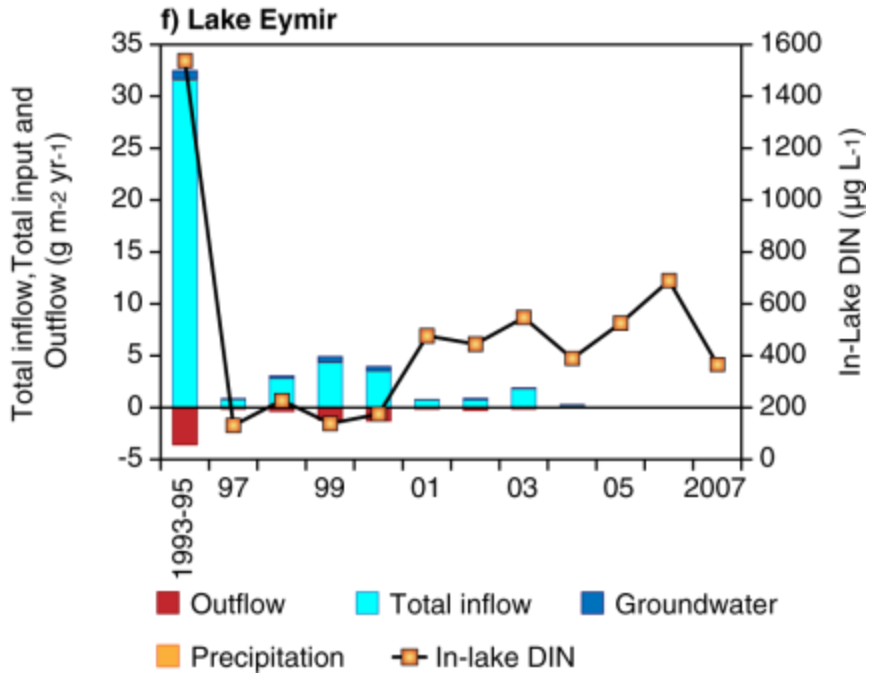 f) Lake Eymir
Total inflow,Total input and
Outflow (g m-2 yr-1)
35
30
25
20
15
10
5
0
-5
1600
1400
1200
1000
800
600
400
200
0
In-Lake DIN (µg L-1)
1993-95 97 99 01 03 05 2007
Outflow Total inflow Groundwater
Precipitation In-lake DIN